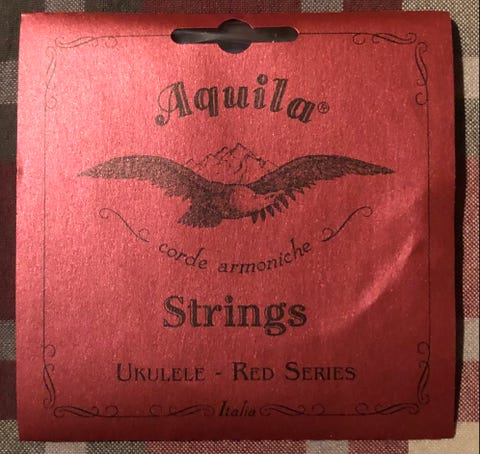 Aquila®
corde armoniche
Strings
UKULELE - RED SERIES
Italia